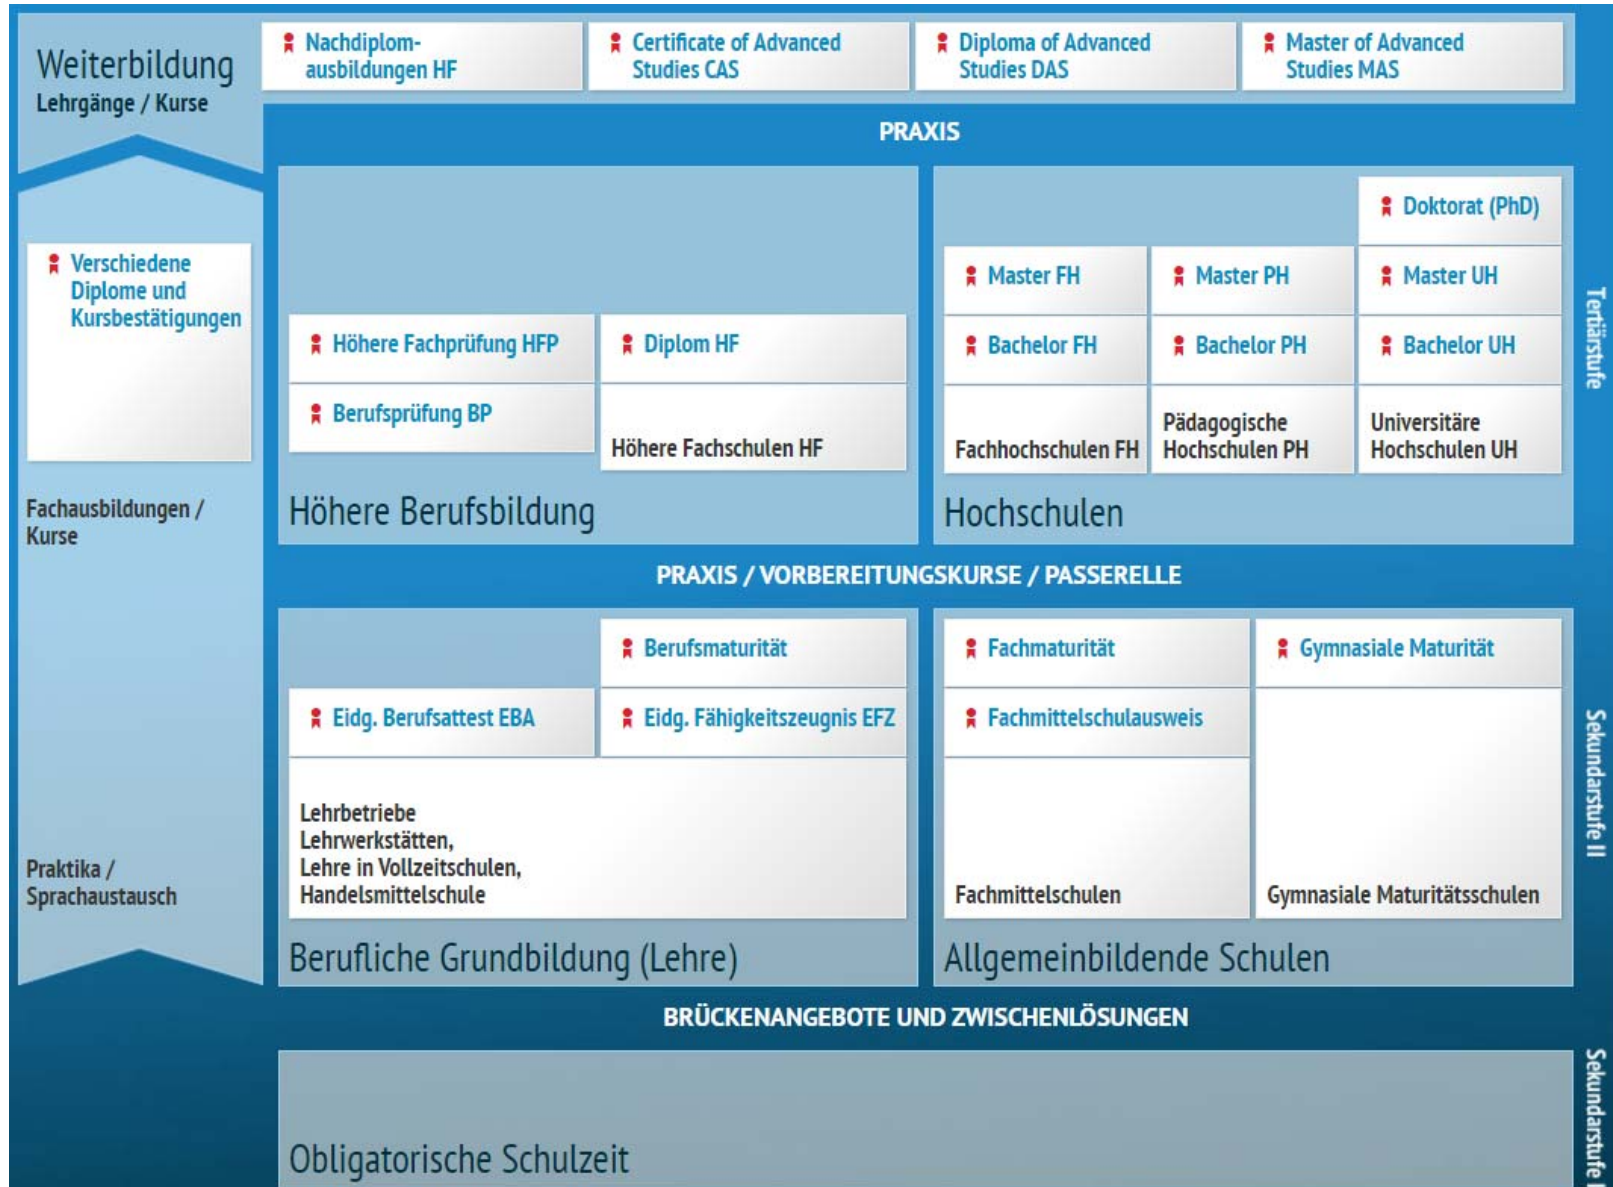 Weiterbildung
Lehrgänge / Kurse
Nachdiplom-
ausbildungen HF
Certificate of Advanced
Studies CAS
Diploma of Advanced
Studies DAS
Master of Advanced
Studies MAS
PRAXIS
Verschiedene
Diplome und
Kursbestätigungen
Fachausbildungen /
Kurse
Praktika /
Sprachaustausch
Höhere Fachprüfung HFP
Berufsprüfung BP
Diplom HF
Höhere Fachschulen HF
Höhere Berufsbildung
Doktorat (PhD)
Master FH
Master PH
Master UH
Bachelor FH
Bachelor PH
Bachelor UH
Fachhochschulen FH
Pädagogische
Hochschulen PH
Universitäre
Hochschulen UH
Hochschulen
Tertiärstufe
PRAXIS / VORBEREITUNGSKURSE / PASSERELLE
Berufsmaturität
Eidg. Berufsattest EBA
Eidg. Fähigkeitszeugnis EFZ
Lehrbetriebe
Lehrwerkstätten,
Lehre in Vollzeitschulen,
Handelsmittelschule
Berufliche Grundbildung (Lehre)
Fachmaturität
Fachmittelschulausweis
Fachmittelschulen
Gymnasiale Maturität
Gymnasiale Maturitätsschulen
Allgemeinbildende Schulen
Sekundarstufe II
BRÜCKENANGEBOTE UND ZWISCHENLÖSUNGEN
Obligatorische Schulzeit
Sekundarstufe I